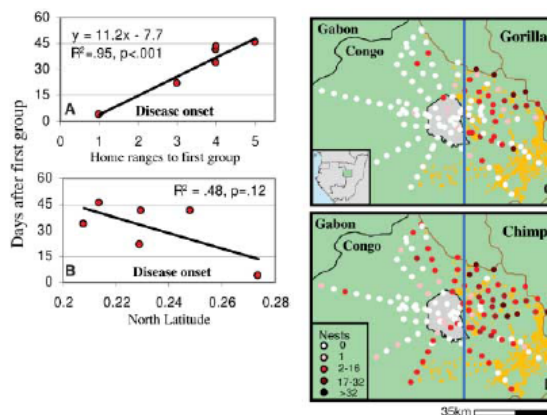 60
y = 11.2x - 7.7
R²=.95, p<.001
45
30
15
A
Disease onset
0
0 1 2 3 4 5 6
Home ranges to first group
Days after first group
60
R² = .48, p=.12
45
30
15
B
Disease onset
0
0.2 0.22 0.24 0.26 0.28
North Latitude
Gabon
Congo
Gorilla
Gabon
Congo
Chimp
Nests
0
1
2-16
17-32
>32
35km